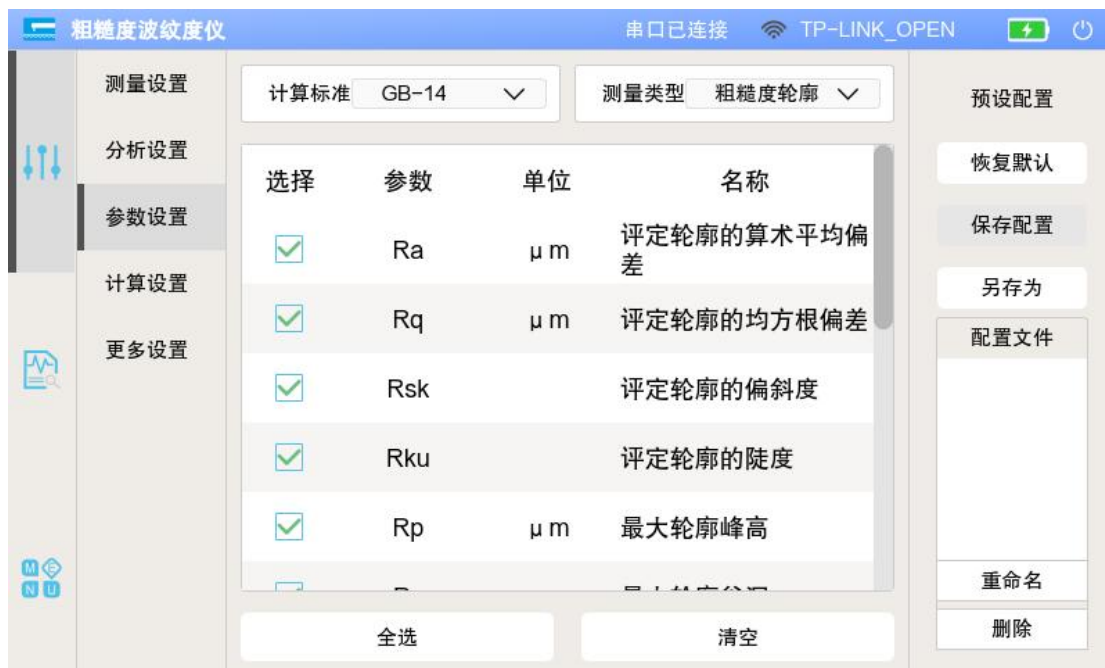 粗糙度波纹度仪 串口已连接 TP-LINK_OPEN
测量设置
分析设置
参数设置
计算设置
更多设置
MENU
计算标准 GB-14
测量类型 粗糙度轮廓
选择 参数 单位 名称
Ra μm 评定轮廓的算术平均偏
差
Rq μm 评定轮廓的均方根偏差
Rsk 评定轮廓的偏斜度
Rku 评定轮廓的陡度
Rp μm 最大轮廓峰高
全选 清空
预设配置
恢复默认
保存配置
另存为
配置文件
重命名
删除